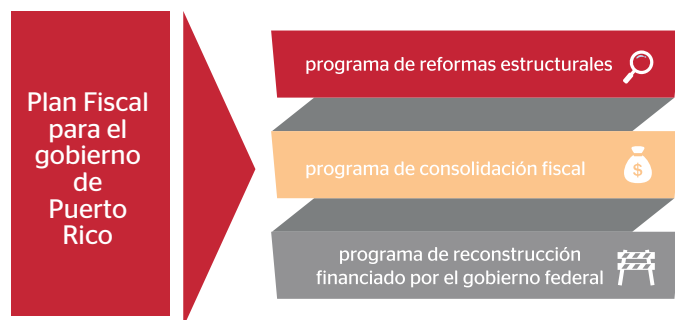 Plan Fiscal
para el
gobierno
de
Puerto
Rico
programa de reformas estructurales
programa de consolidación fiscal
$
programa de reconstrucción
financiado por el gobierno federal